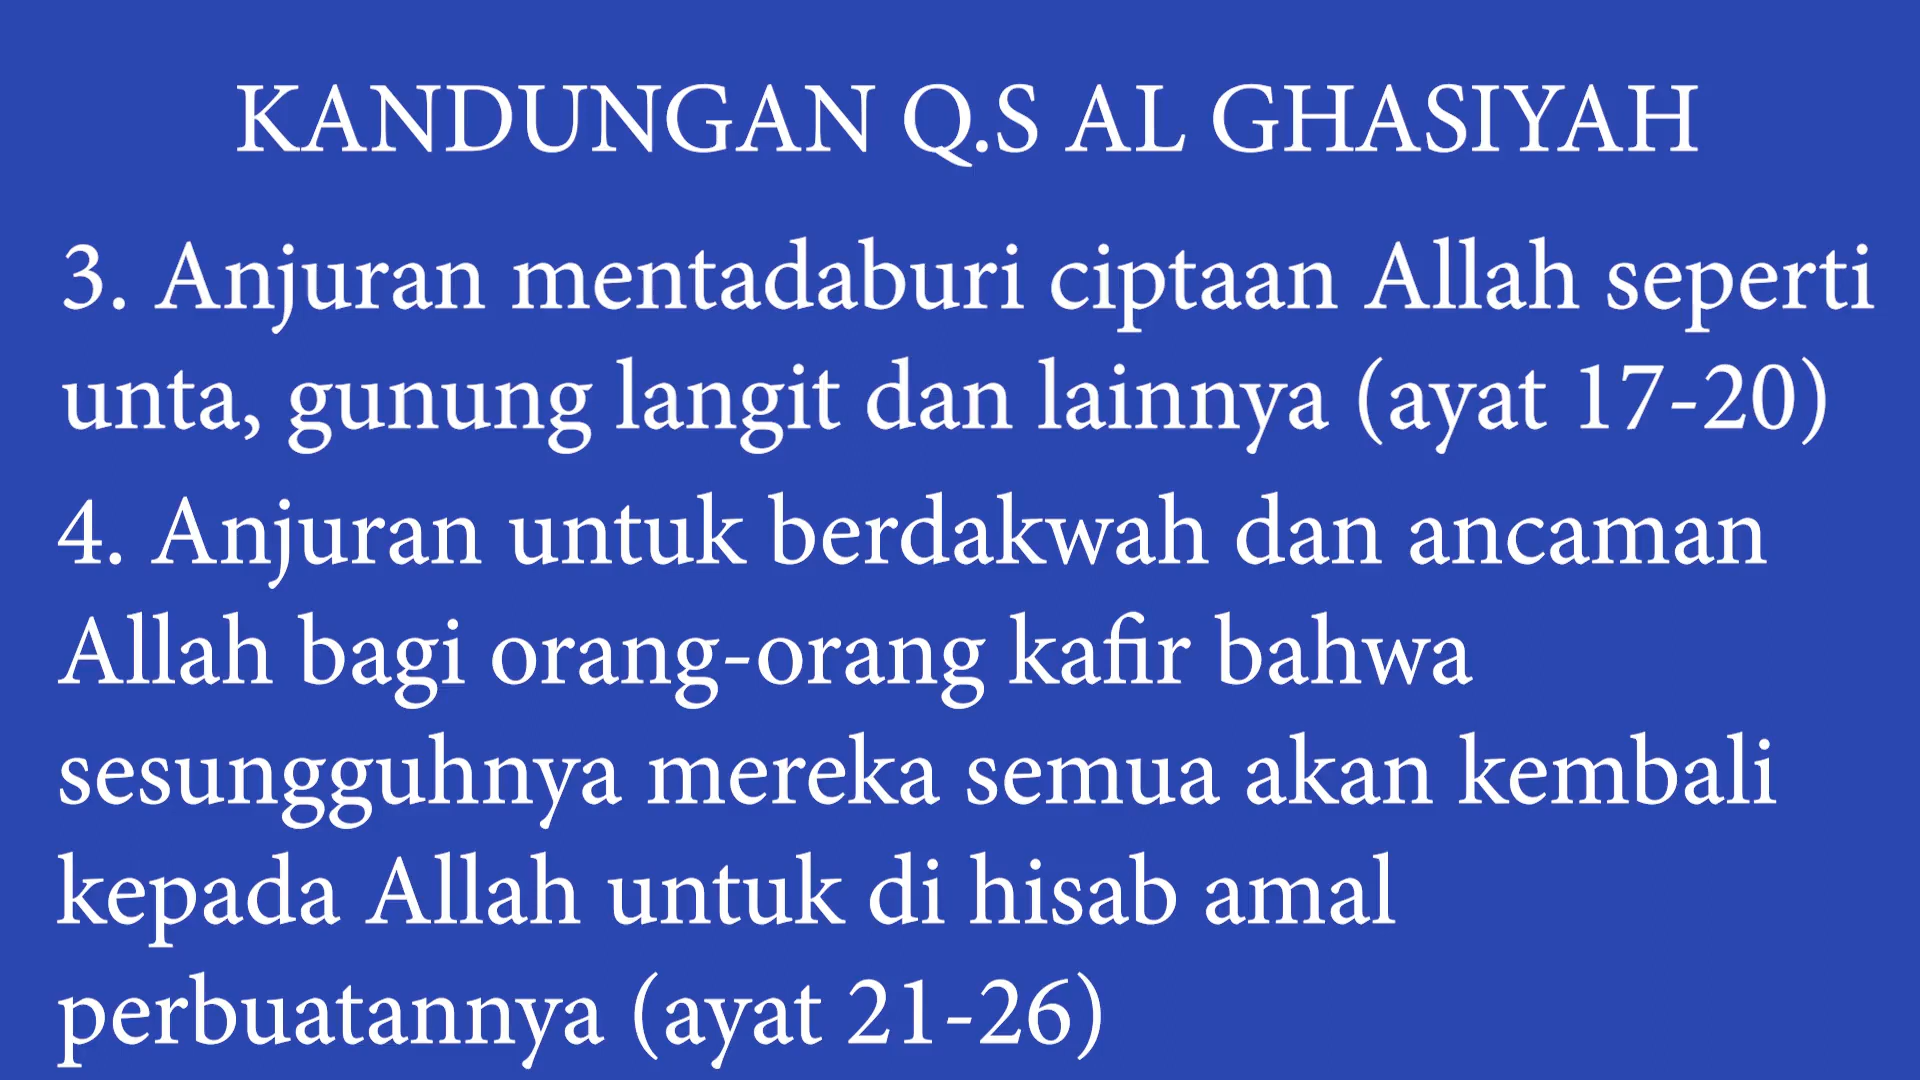 KANDUNGAN Q.S AL GHASIYAH
3. Anjuran mentadaburi ciptaan Allah seperti
unta, gunung langit dan lainnya (ayat 17-20)
4. Anjuran untuk berdakwah dan ancaman
Allah bagi orang-orang kafir bahwa
sesungguhnya mereka semua akan kembali
kepada Allah untuk di hisab amal
perbuatannya (ayat 21-26)